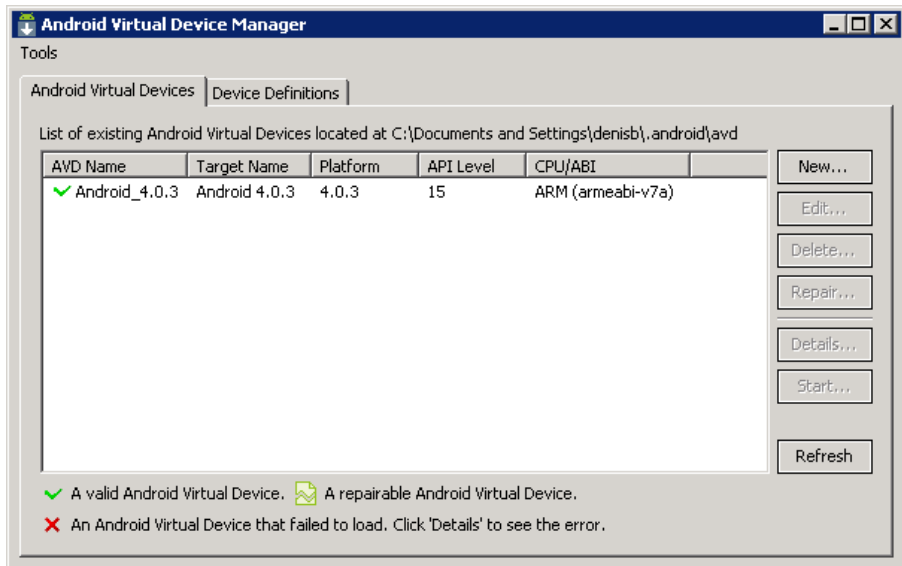 Android Virtual Device Manager
Tools
Android Virtual Devices
Device Definitions
List of existing Android Virtual Devices located at C:\Documents and Settings\denisb\.android\avd
AVD Name Target Name Platform API Level CPU/ABI
Android_4.0.3 Android 4.0.3 4.0.3 15 ARM (armeabi-v7a)
New...
Edit...
Delete...
Repair...
Details...
Start...
Refresh
A valid Android Virtual Device. A repairable Android Virtual Device.
An Android Virtual Device that failed to load. Click 'Details' to see the error.